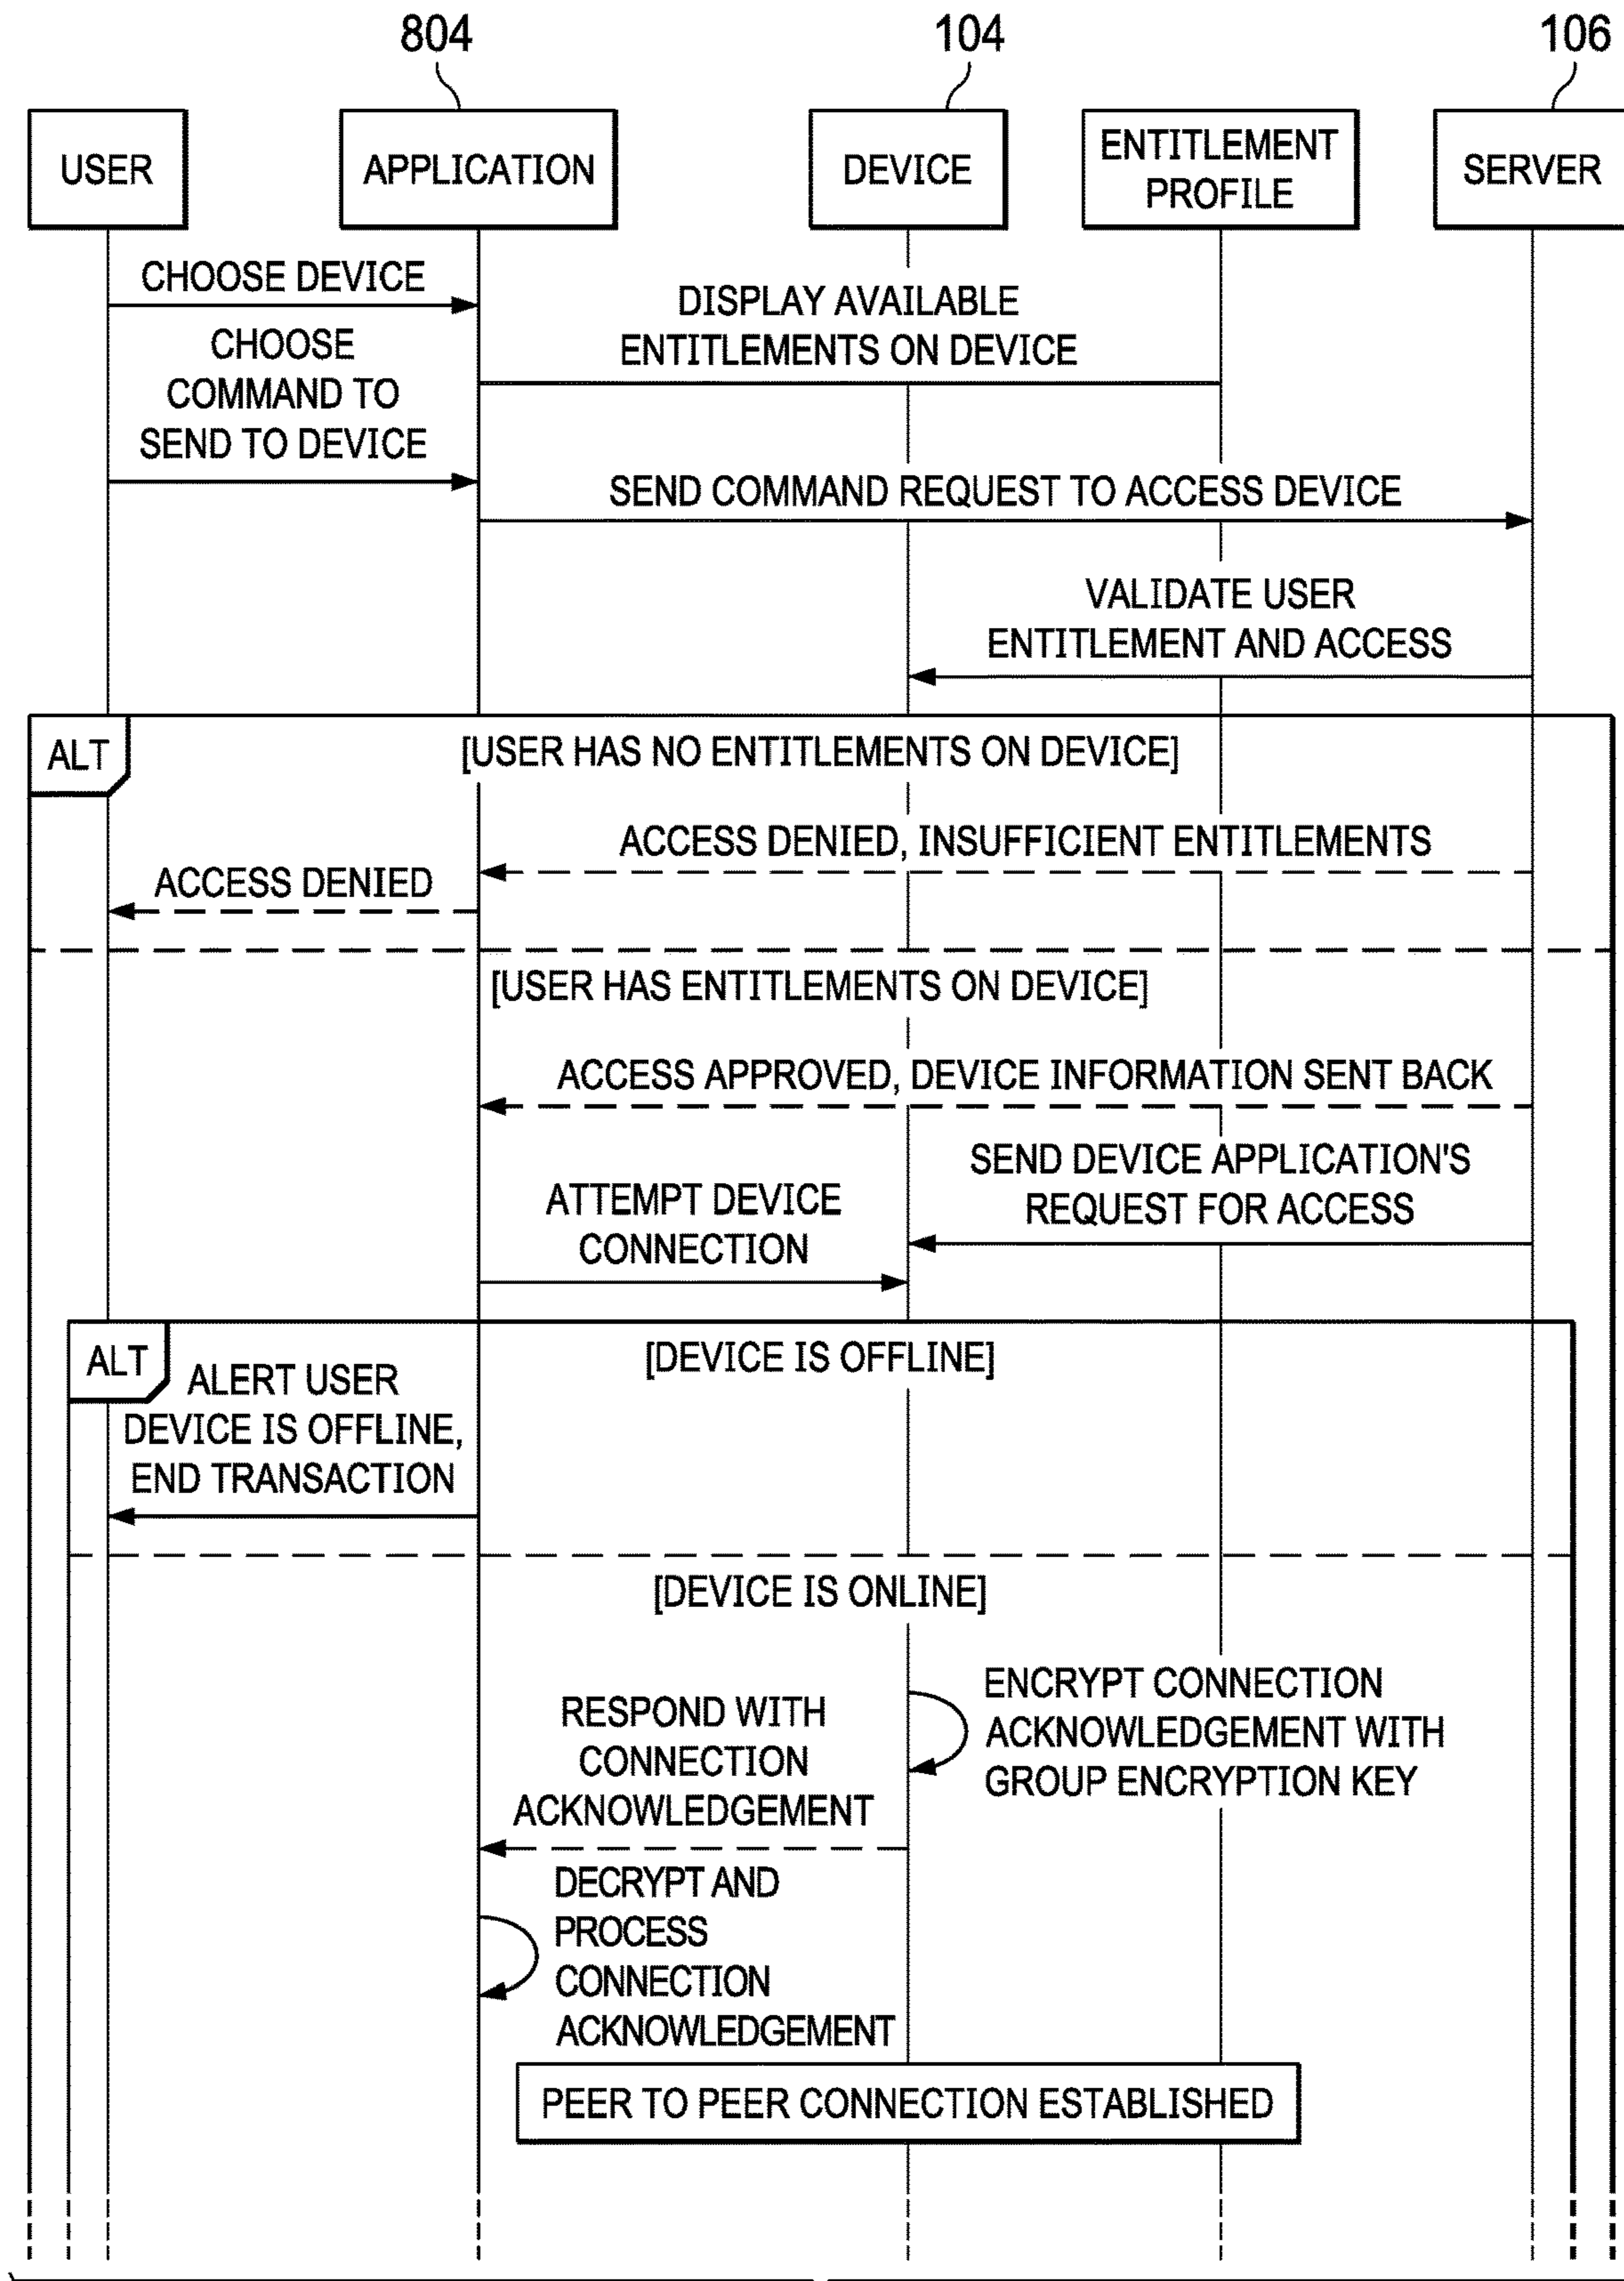 804
104
106
USER
APPLICATION
DEVICE
ENTITLEMENT
PROFILE
SERVER
CHOOSE DEVICE
DISPLAY AVAILABLE
ENTITLEMENTS ON DEVICE
CHOOSE
COMMAND TO
SEND TO DEVICE
SEND COMMAND REQUEST TO ACCESS DEVICE
VALIDATE USER
ENTITLEMENT AND ACCESS
ALT
[USER HAS NO ENTITLEMENTS ON DEVICE]
ACCESS DENIED, INSUFFICIENT ENTITLEMENTS
ACCESS DENIED
[USER HAS ENTITLEMENTS ON DEVICE]
ACCESS APPROVED, DEVICE INFORMATION SENT BACK
SEND DEVICE APPLICATION'S
REQUEST FOR ACCESS
ATTEMPT DEVICE
CONNECTION
ALT
[DEVICE IS OFFLINE]
ALERT USER
DEVICE IS OFFLINE,
END TRANSACTION
[DEVICE IS ONLINE]
ENCRYPT CONNECTION
ACKNOWLEDGEMENT WITH
GROUP ENCRYPTION KEY
RESPOND WITH
CONNECTION
ACKNOWLEDGEMENT
DECRYPT AND
PROCESS
CONNECTION
ACKNOWLEDGEMENT
PEER TO PEER CONNECTION ESTABLISHED